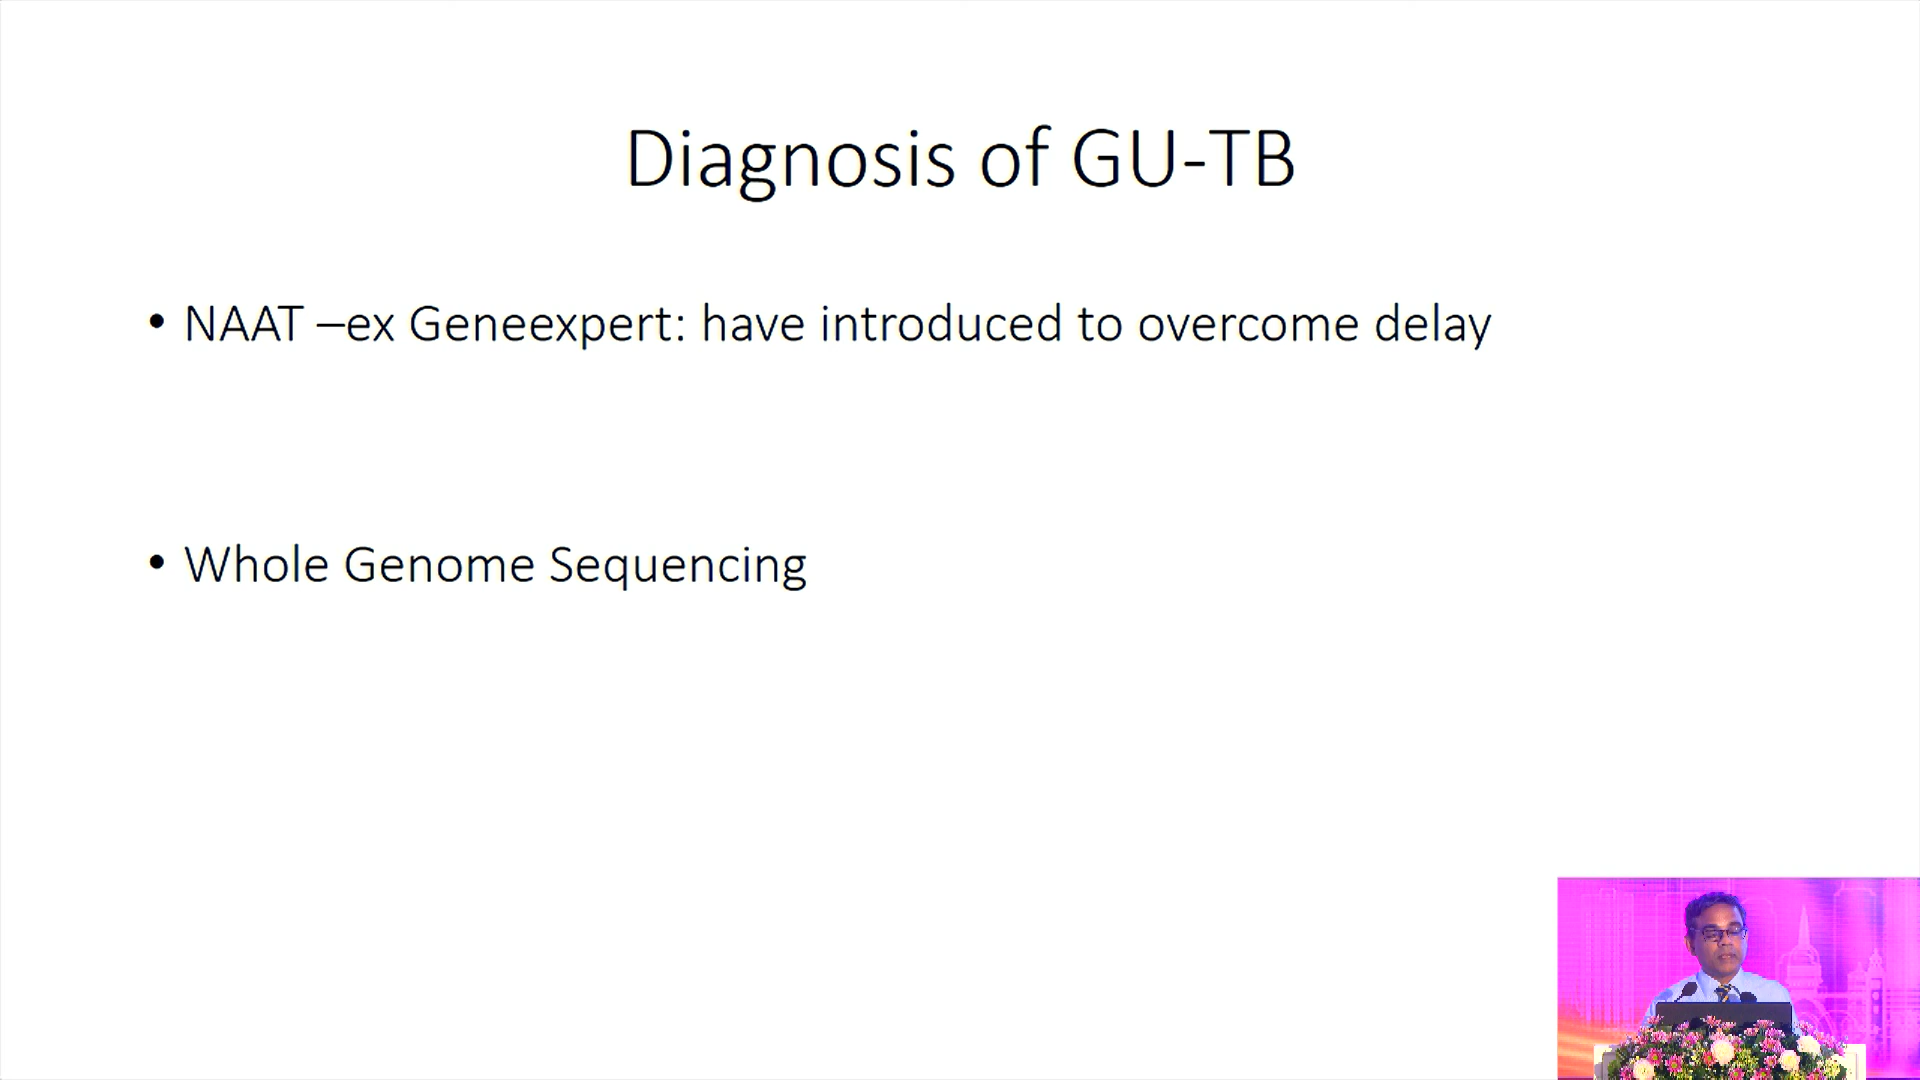 Diagnosis of GU-TB
• NAAT –ex Geneexpert: have introduced to overcome delay
• Whole Genome Sequencing